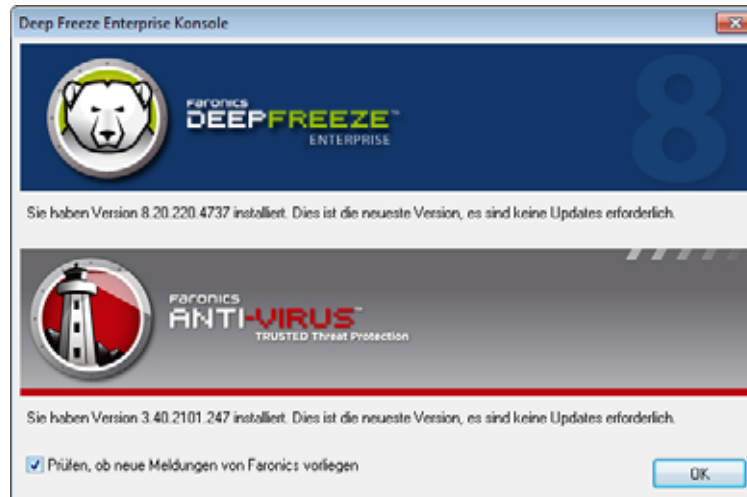 Deep Freeze Enterprise Konsole
8
Faronics
DEEPFREEZE™
ENTERPRISE
Sie haben Version 8.20.220.4737 installiert. Dies ist die neueste Version, es sind keine Updates erforderlich.
Faronics
ANTI-VIRUS™
TRUSTED Threat Protection
Sie haben Version 3.40.2101.247 installiert. Dies ist die neueste Version, es sind keine Updates erforderlich.
Prüfen, ob neue Meldungen von Faronics vorliegen
OK